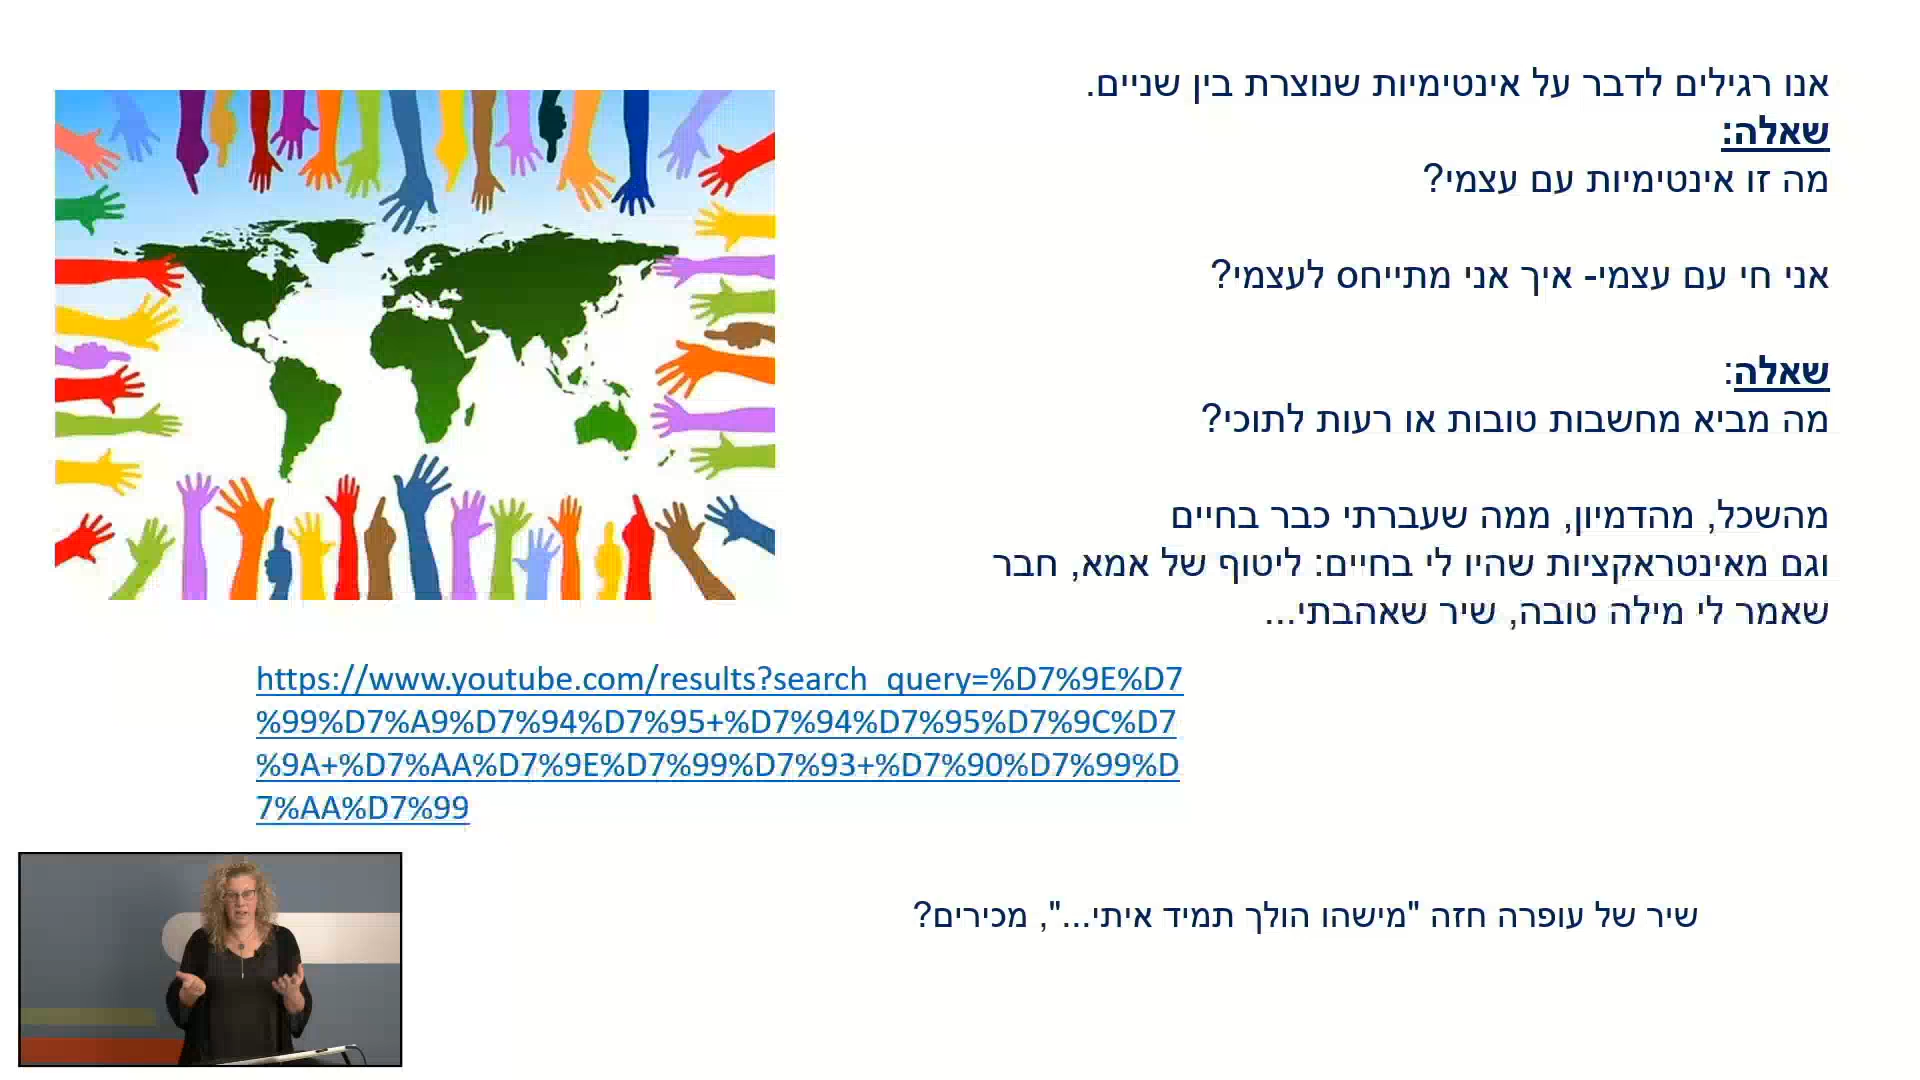 אנו רגילים לדבר על אינטימיות שנוצרת בין שניים.
שאלה:
מה זו אינטימיות עם עצמי?
אני חי עם עצמי- איך אני מתייחס לעצמי?
שאלה:
מה מביא מחשבות טובות או רעות לתוכי?
מהשכל, מהדמיון, ממה שעברתי כבר בחיים
וגם מאינטראקציות שהיו לי בחיים: ליטוף של אמא, חבר
שאמר לי מילה טובה, שיר שאהבתי...
https://www.youtube.com/results?search_query=%D7%9E%D7
%99%D7%A9%D7%94%D7%95+%D7%94%D7%95%D7%9C%D7
%9A+%D7%AA%D7%9E%D7%99%D7%93+%D7%90%D7%99%D
7%AA%D7%99
שיר של עופרה חזה "מישהו הולך תמיד איתי...", מכירים?